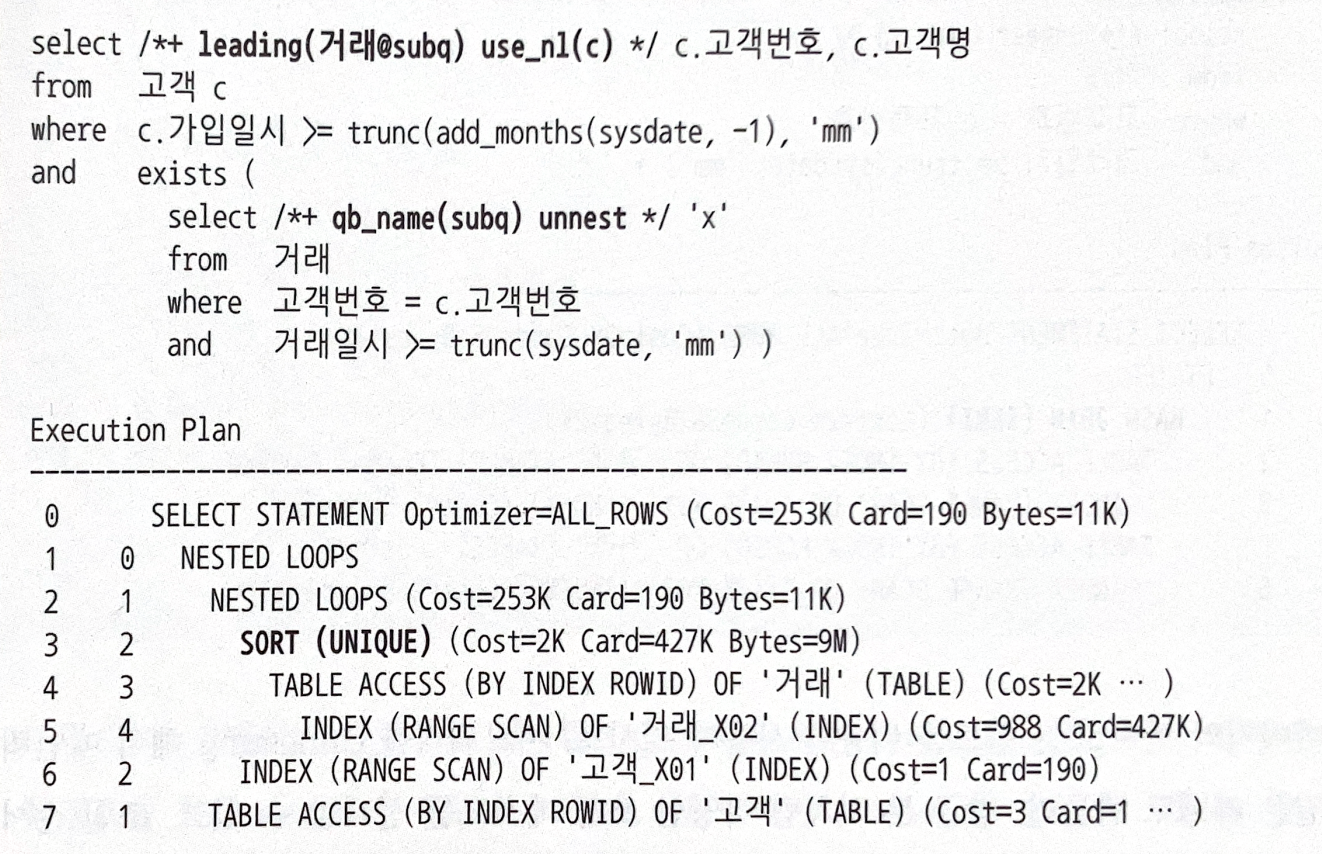 select /*+ leading(거래@subq) use_nl(c) */ c.고객번호, c.고객명
from 고객 c
where c.가입일시 >= trunc(add_months(sysdate, -1), 'mm')
and exists (
select /*+ qb_name(subq) unnest */ 'x'
from 거래
where 고객번호 = c.고객번호
and 거래일시 >= trunc(sysdate, 'mm') )
Execution Plan
--------------------------------------------------------
0 SELECT STATEMENT Optimizer=ALL_ROWS (Cost=253K Card=190 Bytes=11K)
1 0 NESTED LOOPS
2 1 NESTED LOOPS (Cost=253K Card=190 Bytes=11K)
3 2 SORT (UNIQUE) (Cost=2K Card=427K Bytes=9M)
4 3 TABLE ACCESS (BY INDEX ROWID) OF '거래' (TABLE) (Cost=2K ⋯ )
5 4 INDEX (RANGE SCAN) OF '거래_X02' (INDEX) (Cost=988 Card=427K)
6 2 INDEX (RANGE SCAN) OF '고객_X01' (INDEX) (Cost=1 Card=190)
7 1 TABLE ACCESS (BY INDEX ROWID) OF '고객' (TABLE) (Cost=3 Card=1 ⋯ )